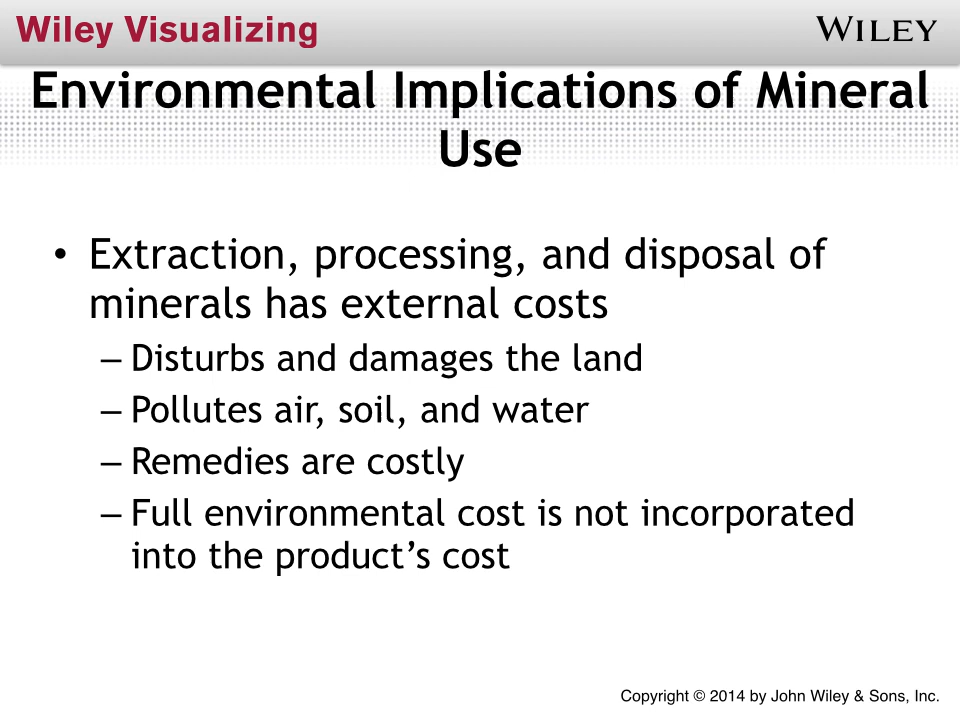 Wiley Visualizing
WILEY
Environmental Implications of Mineral
Use
• Extraction, processing, and disposal of
minerals has external costs
– Disturbs and damages the land
– Pollutes air, soil, and water
– Remedies are costly
– Full environmental cost is not incorporated
into the product’s cost
Copyright © 2014 by John Wiley & Sons, Inc.